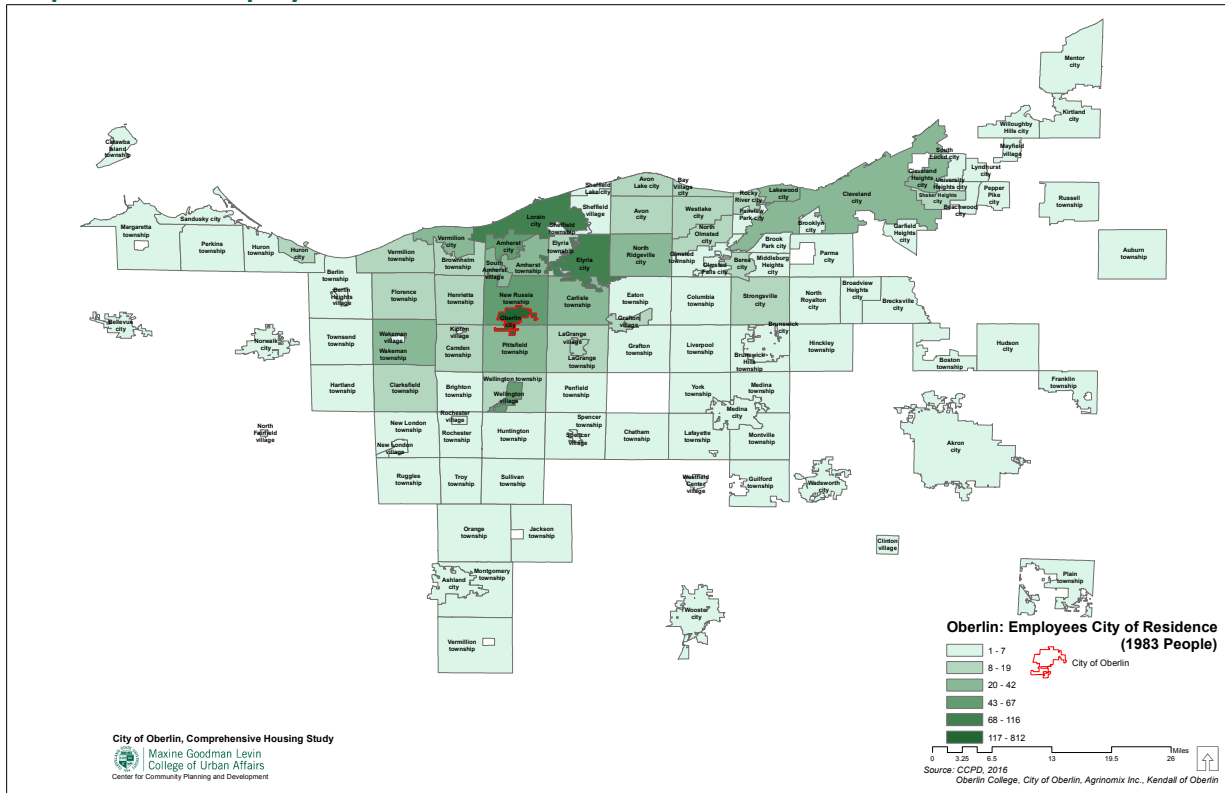 Mentor
city
Kirtland
city
Willoughby
Hills city
Mayfield
village
Catawba
Island
township
South
Euclid city
Lyndhurst
city
Cleveland
Heights
city
University
Heights city
Shaker Heights
city
Beachwood
city
Pepper
Pike
city
Russell
township
Auburn
township
Cleveland
city
Lakewood
city
Rocky
River city
Fairview
Park city
Bay
Village
city
Avon
Lake city
Sheffield
Lake city
Sheffield
village
Avon
city
Westlake
city
North
Olmsted
city
Brooklyn
city
Garfield
Heights
city
Lorain
city
Sheffield
township
Sandusky city
Margaretta
township
Perkins
township
Huron
township
Huron
city
Vermilion
township
Vermilion
city
Brownhelm
township
Amherst
city
South
Amherst
village
Amherst
township
Elyria
township
Elyria
city
North
Ridgeville
city
Olmsted
township
Olmsted
Falls city
Berea
city
Brook
Park city
Middleburg
Heights
city
Parma
city
Berlin
township
Berlin
Heights
village
Florence
township
Henrietta
township
New Russia
township
Oberlin
city
Carlisle
township
Eaton
township
Grafton
village
Columbia
township
Strongsville
city
North
Royalton
city
Broadview
Heights
city
Brecksville
city
Bellevue
city
Norwalk
city
Townsend
township
Wakeman
village
Wakeman
township
Kipton
village
Camden
township
Pittsfield
township
LaGrange
village
LaGrange
township
Grafton
township
Liverpool
township
Brunswick
city
Brunswick
Hills
township
Hinckley
township
Boston
township
Hudson
city
Franklin
township
Hartland
township
Clarksfield
township
Brighton
township
Wellington township
Wellington
village
Penfield
township
York
township
Medina
township
Medina
city
North
Fairfield
village
New London
township
New London
village
Rochester
village
Rochester
township
Huntington
township
Spencer
township
Spencer
village
Chatham
township
Lafayette
township
Montville
township
Akron
city
Ruggles
township
Troy
township
Sullivan
township
Westfield
Center
village
Guilford
township
Wadsworth
city
Orange
township
Jackson
township
Clinton
village
Ashland
city
Montgomery
township
Plain
township
Wooster
city
Vermillion
township
Oberlin: Employees City of Residence
(1983 People)
1 - 7
8 - 19
20 - 42
43 - 67
68 - 116
117 - 812
City of Oberlin
Miles
0 3.25 6.5 13 19.5 26
Source: CCPD, 2016
Oberlin College, City of Oberlin, Agrinomix Inc., Kendall of Oberlin
City of Oberlin, Comprehensive Housing Study
Maxine Goodman Levin
College of Urban Affairs
Center for Community Planning and Development